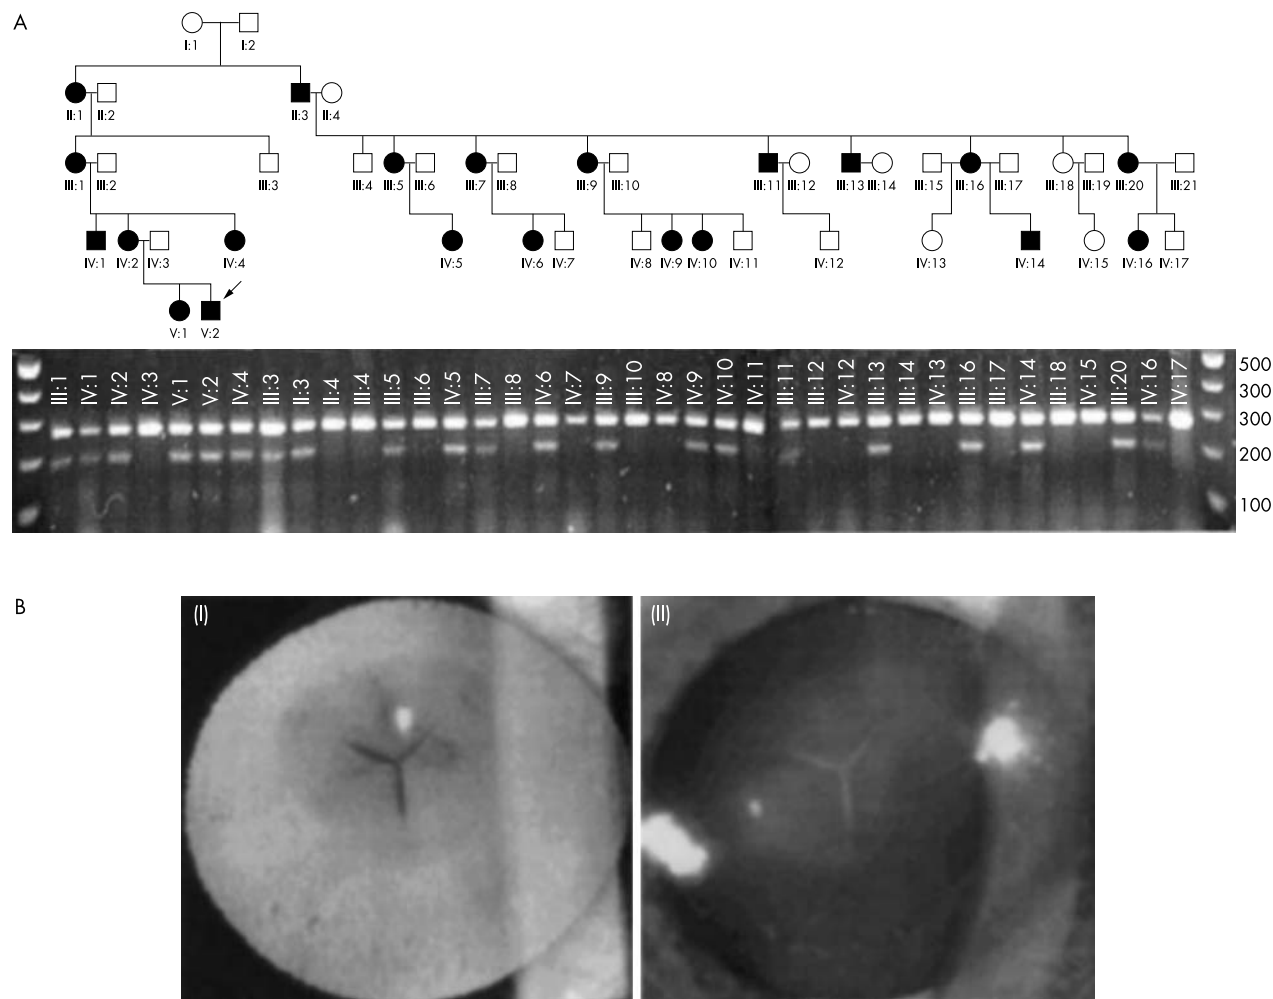 A
I:1 I:2
II:1 II:2 II:3 II:4
III:1 III:2 III:3 III:4 III:5 III:6 III:7 III:8 III:9 III:10 III:11 III:12 III:13 III:14 III:15 III:16 III:17 III:18 III:19 III:20 III:21
IV:1 IV:2 IV:3 IV:4 IV:5 IV:6 IV:7 IV:8 IV:9 IV:10 IV:11 IV:12 IV:13 IV:14 IV:15 IV:16 IV:17
V:1 V:2
III:1 IV:1 IV:2 IV:3 V:1 V:2 IV:4 III:3 II:3 II:4 III:4 III:5 III:6 IV:5 III:7 III:8 IV:6 IV:7 III:9 III:10 IV:8 IV:9 IV:10 IV:11 III:11 III:12 IV:12 III:13 III:14 IV:13 III:16 III:17 IV:14 III:18 IV:15 III:20 IV:16 IV:17
500
300
300
200
100
B
(I) (II)